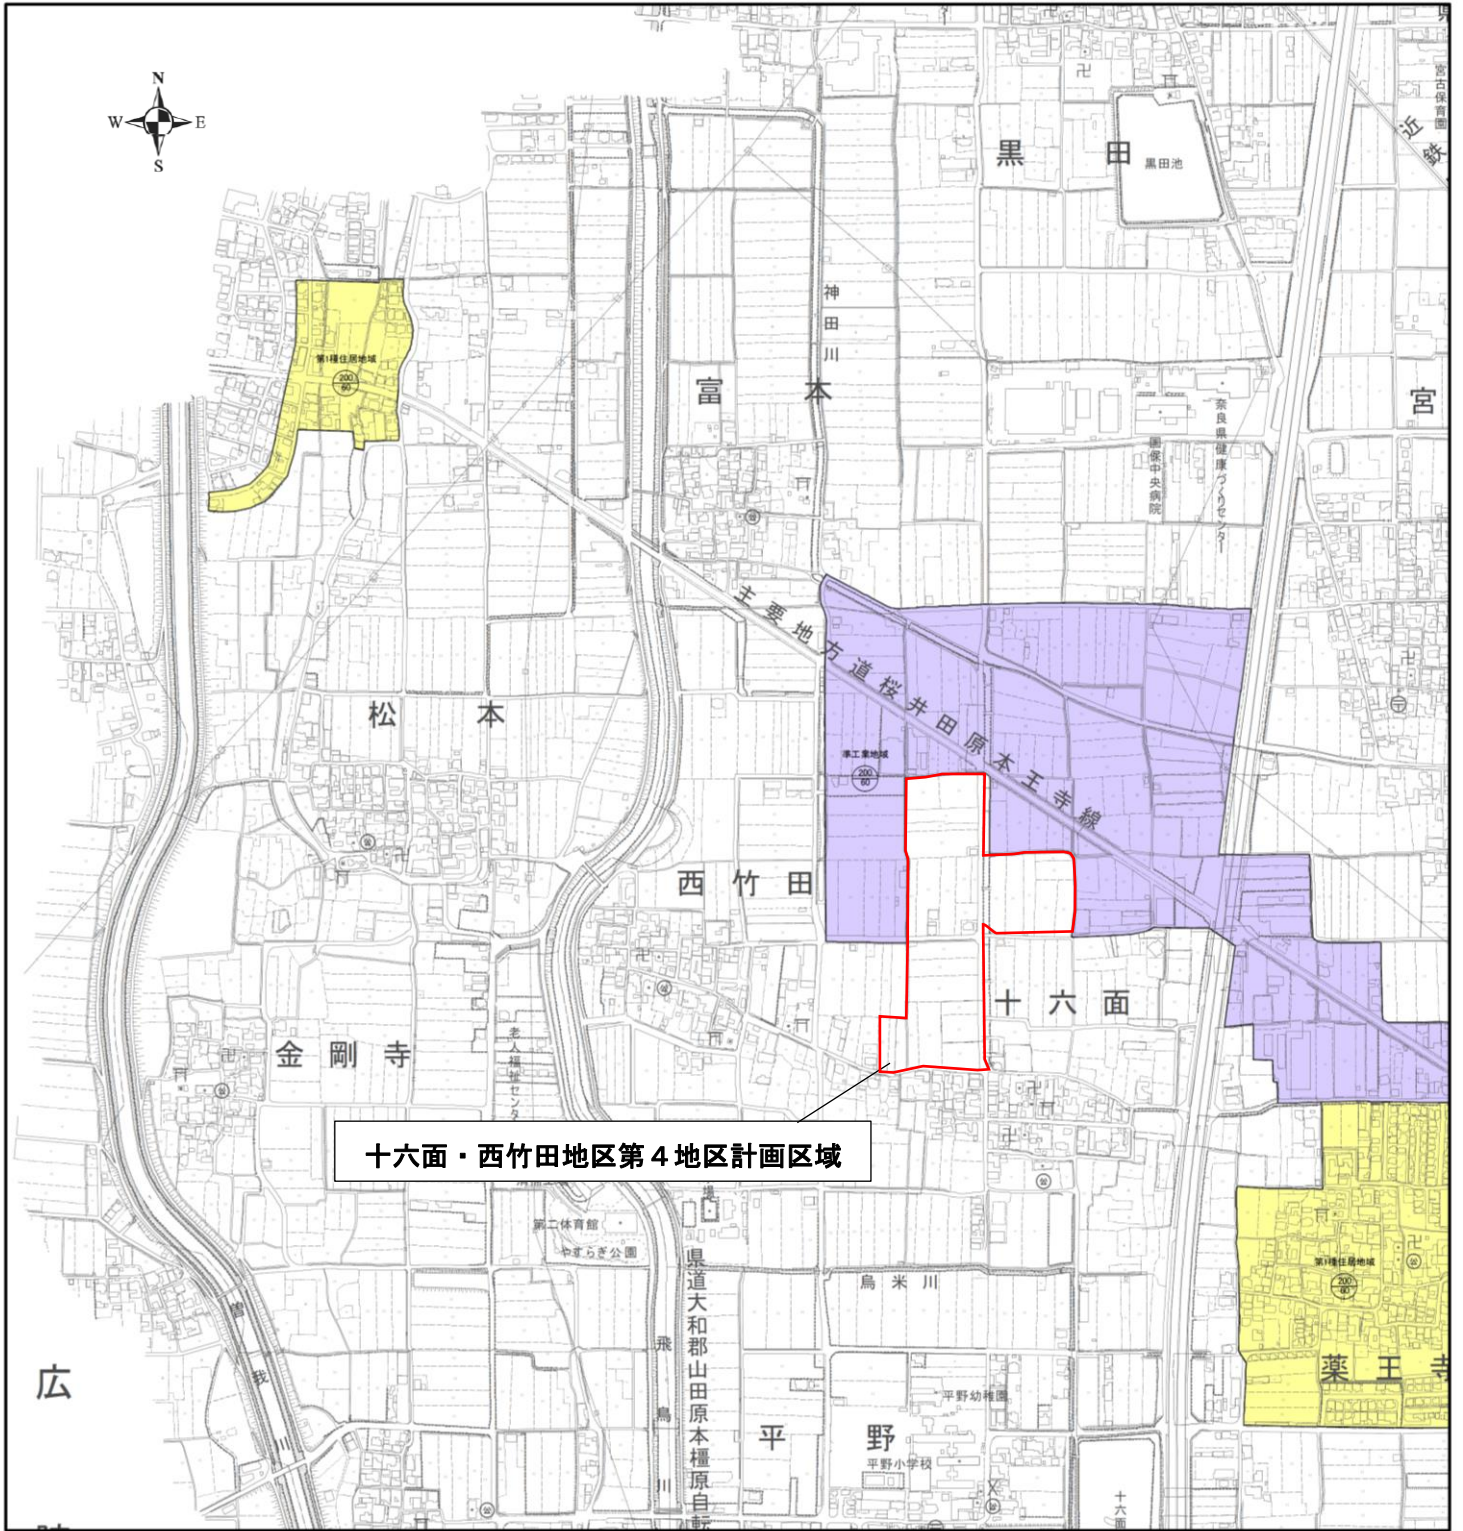 N
W E
S
宮古保育園
近鉄
黒田
黒田池
神田川
第1種住居地域
200
60
富本
宮
奈良県健康づくりセンター
国保中央病院
主要地方道桜井田原本王寺線
松本
準工業地域
200
60
西竹田
十六面
金剛寺
老人福祉センタ
十六面・西竹田地区第4地区計画区域
第二体育館
やすらぎ公園
県道大和郡山田原本橿原自転
鳥米川
第1種住居地域
200
60
薬王寺
広
曽我川
飛鳥川
平野幼稚園
平野
平野小学校
十六面